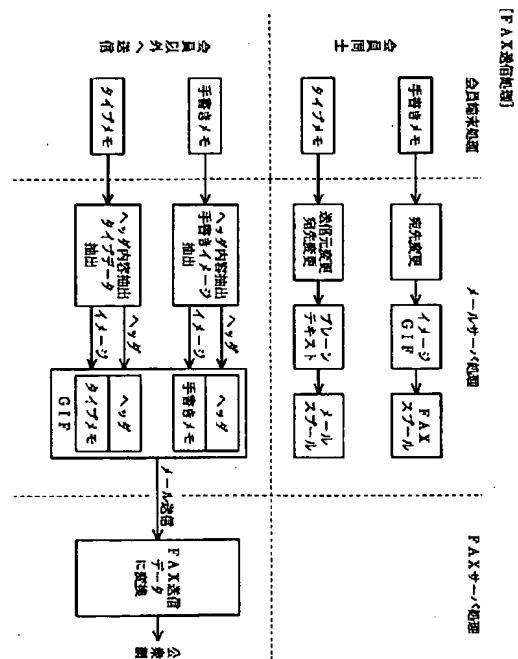 [FAX送信処理]
会員端末処理
メールサーバ処理
FAXサーバ処理
会員同士
手書きメモ
宛先変更
イメージ
GIF
FAX
スプール
タイプメモ
送信元変更
宛先変更
プレーン
テキスト
メール
スプール
会員以外へ送信
手書きメモ
ヘッダ内容抽出
手書きイメージ
抽出
ヘッダ
イメージ
ヘッダ
手書きメモ
タイプメモ
ヘッダ内容抽出
タイプデータ
抽出
ヘッダ
イメージ
ヘッダ
タイプメモ
GIF
メール送信
FAX送信
データ
に変換
公衆